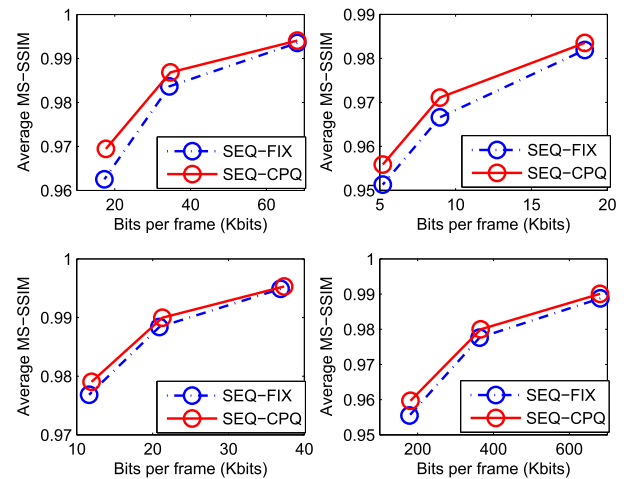 1
0.99
0.98
0.97
0.96
Average MS−SSIM
20 40 60
Bits per frame (Kbits)
SEQ−FIX
SEQ−CPQ
0.99
0.98
0.97
0.96
0.95
Average MS−SSIM
5 10 15 20
Bits per frame (Kbits)
SEQ−FIX
SEQ−CPQ
1
0.99
0.98
0.97
Average MS−SSIM
10 20 30 40
Bits per frame (Kbits)
SEQ−FIX
SEQ−CPQ
1
0.99
0.98
0.97
0.96
0.95
Average MS−SSIM
200 400 600
Bits per frame (Kbits)
SEQ−FIX
SEQ−CPQ